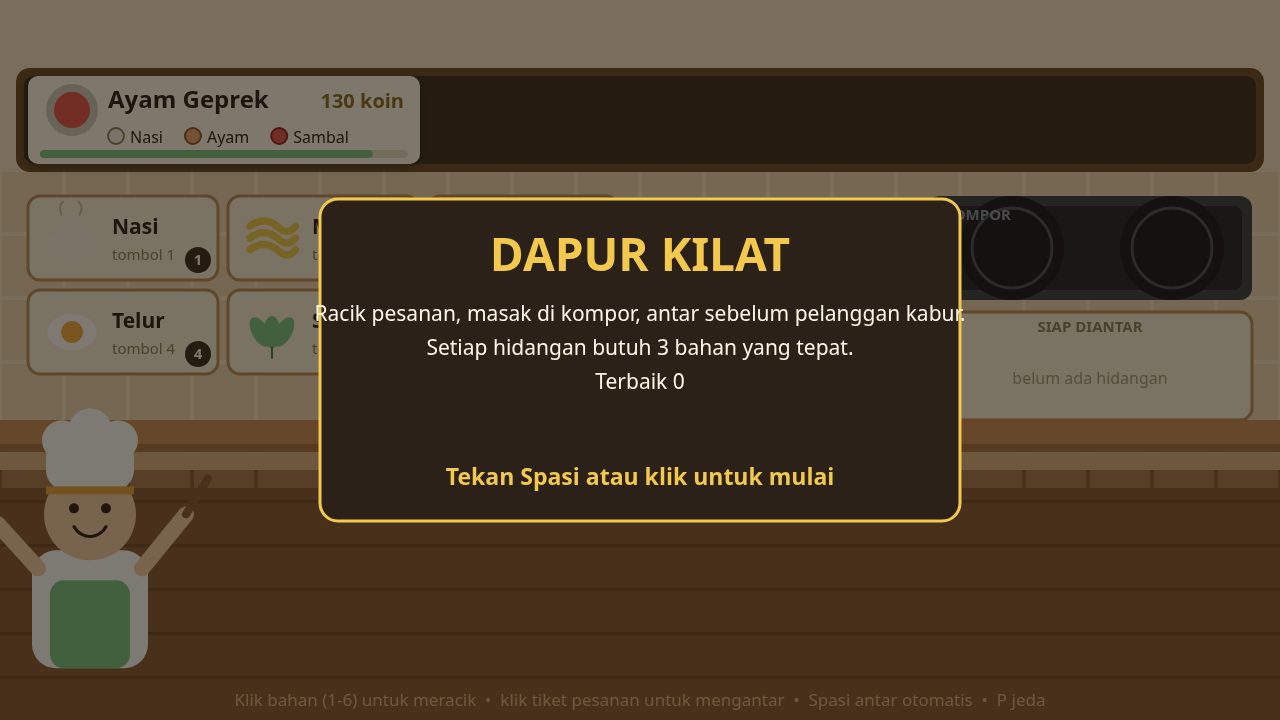 Ayam Geprek
130 koin
Nasi
Ayam
Sambal
Nasi
tombol 1
1
Telur
tombol 4
4
DAPUR KILAT
Racik pesanan, masak di kompor, antar sebelum pelanggan kabur.
Setiap hidangan butuh 3 bahan yang tepat.
Terbaik 0
Tekan Spasi atau klik untuk mulai
SIAP DIANTAR
belum ada hidangan
Klik bahan (1-6) untuk meracik • klik tiket pesanan untuk mengantar • Spasi antar otomatis • P jeda